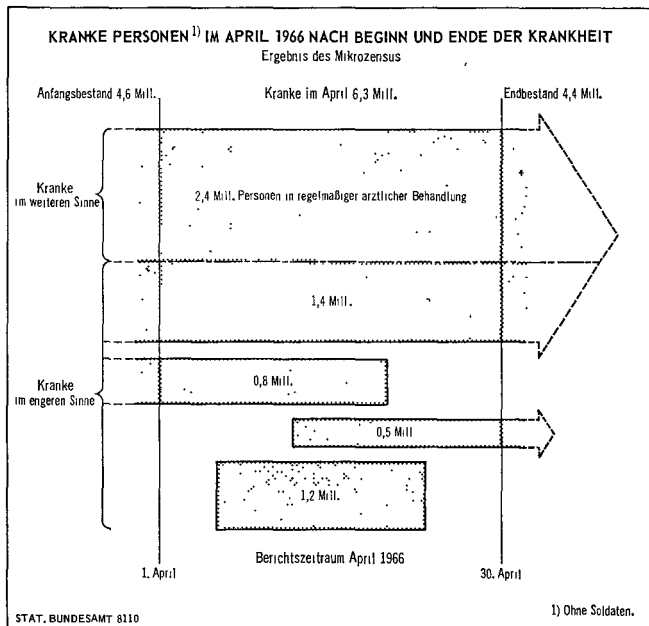 KRANKE PERSONEN 1) IM APRIL 1966 NACH BEGINN UND ENDE DER KRANKHEIT
Ergebnis des Mikrozensus
Anfangsbestand 4,6 Mill.
Kranke im April 6,3 Mill.
Endbestand 4,4 Mill.
Kranke
im weiteren Sinne
2,4 Mill. Personen in regelmaßiger arztlicher Behandlung
1,4 Mill.
Kranke
im engeren Sinne
0,8 Mill.
0,5 Mill
1,2 Mill.
Berichtszeitraum April 1966
1. April
30. April
STAT. BUNDESAMT 8110
1) Ohne Soldaten.